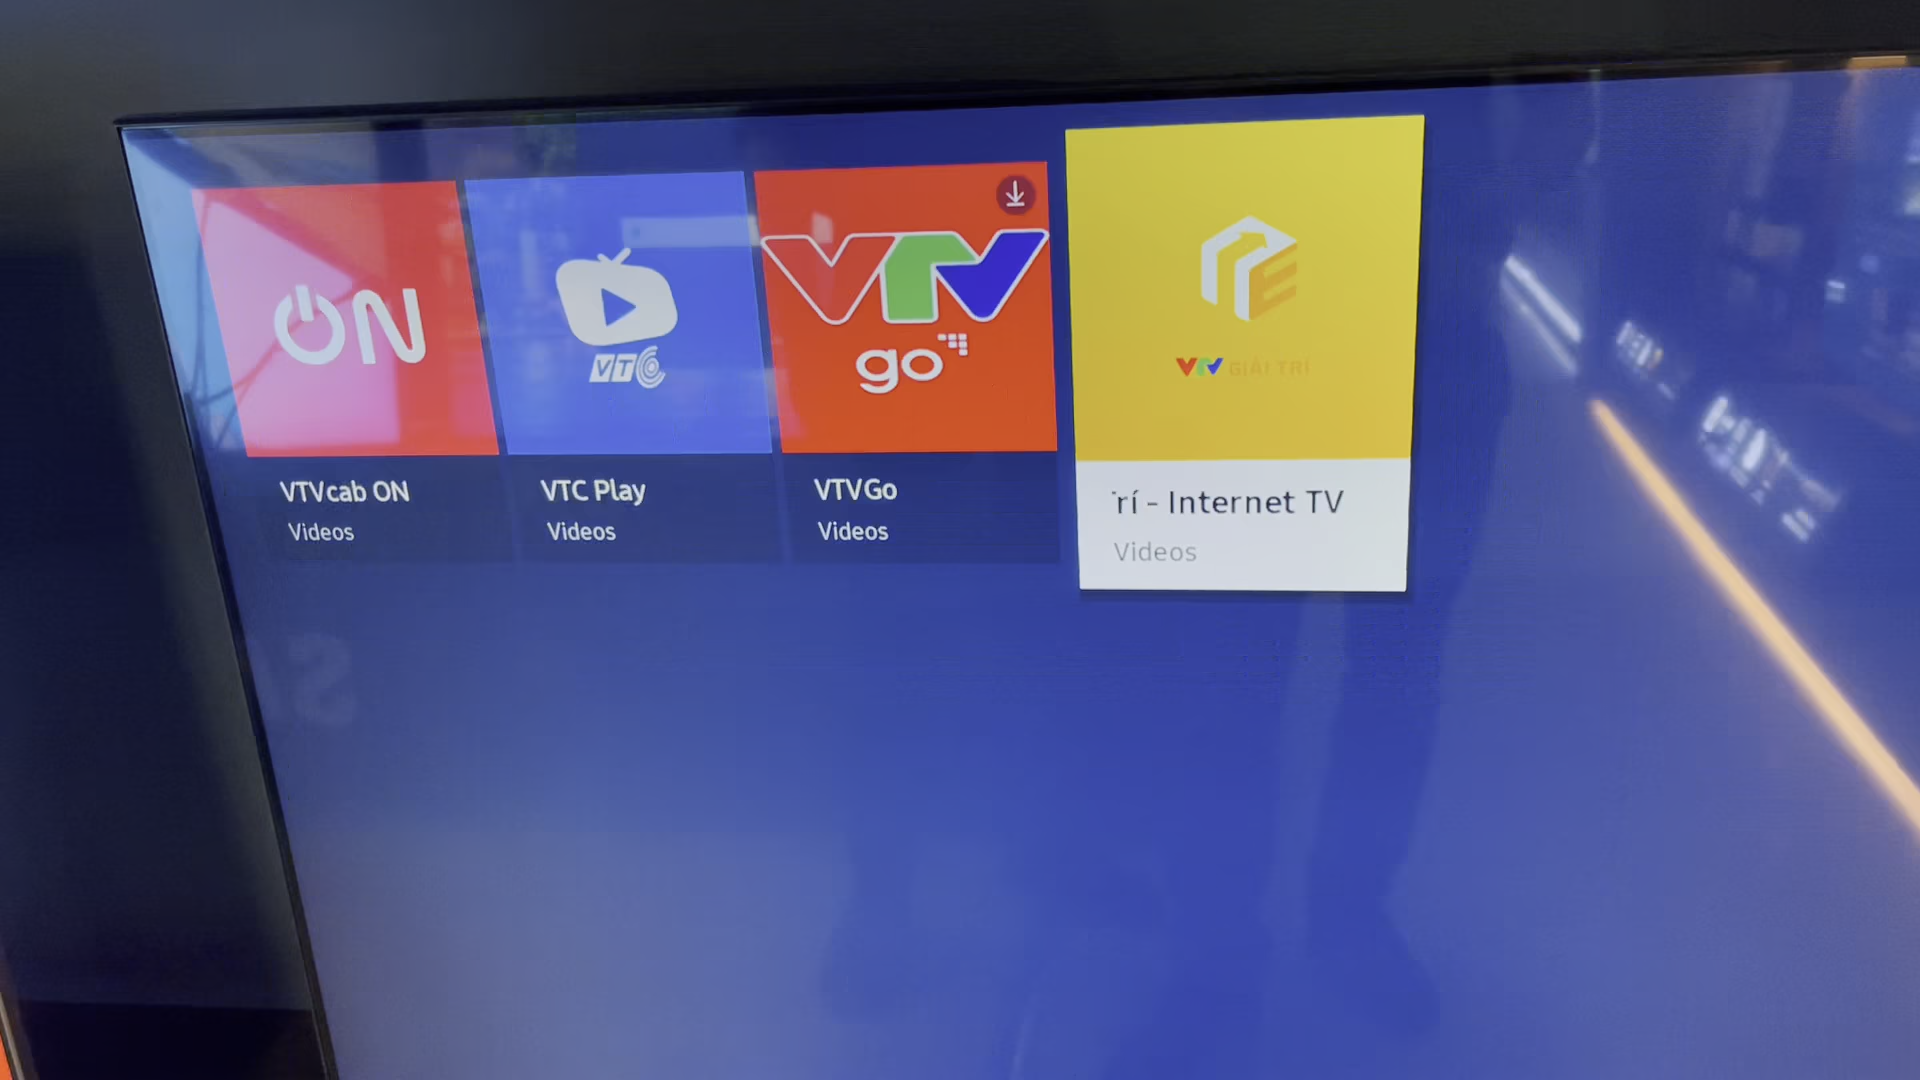 ON
VTC
VTV
go
VTV GIẢI TRÍ
VTVcab ON
Videos
VTC Play
Videos
VTVGo
Videos
rí - Internet TV
Videos